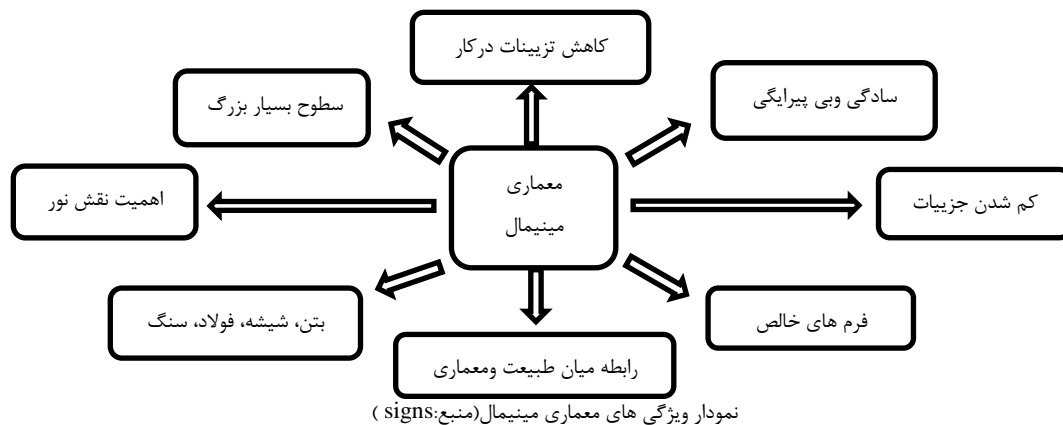 کاهش تزیینات درکار
سادگی وبی پیرایگی
سطوح بسیار بزرگ
معماری
مینیمال
کم شدن جزییات
اهمیت نقش نور
فرم های خالص
بتن، شیشه، فولاد، سنگ
رابطه میان طبیعت ومعماری
نمودار ویژگی های معماری مینیمال(منبع:signs )